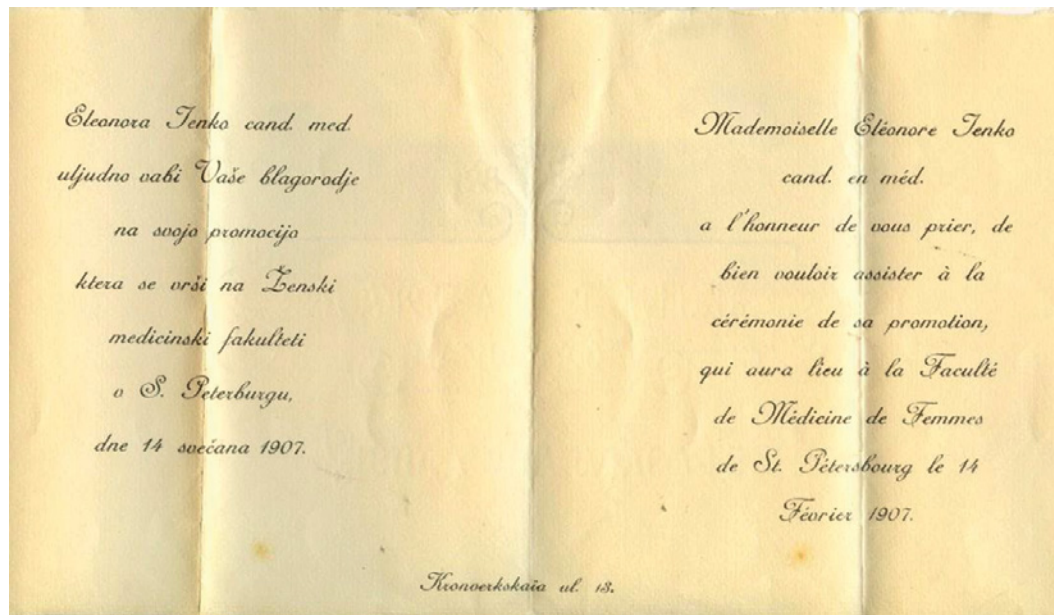 Eleonora Jenko cand. med.
uljudno vabi Vaše blagorodje
na svojo promocijo
ktera se vrši na Ženski
medicinski fakulteti
v S. Peterburgu,
dne 14 svečana 1907.
Mademoiselle Eléonore Jenko
cand. en méd.
a l'honneur de vous prier, de
bien vouloir assister à la
cérémonie de sa promotion,
qui aura lieu à la Faculté
de Médicine de Femmes
de St. Pétersbourg le 14
Février 1907.
Kronverkskaïa ul. 13.